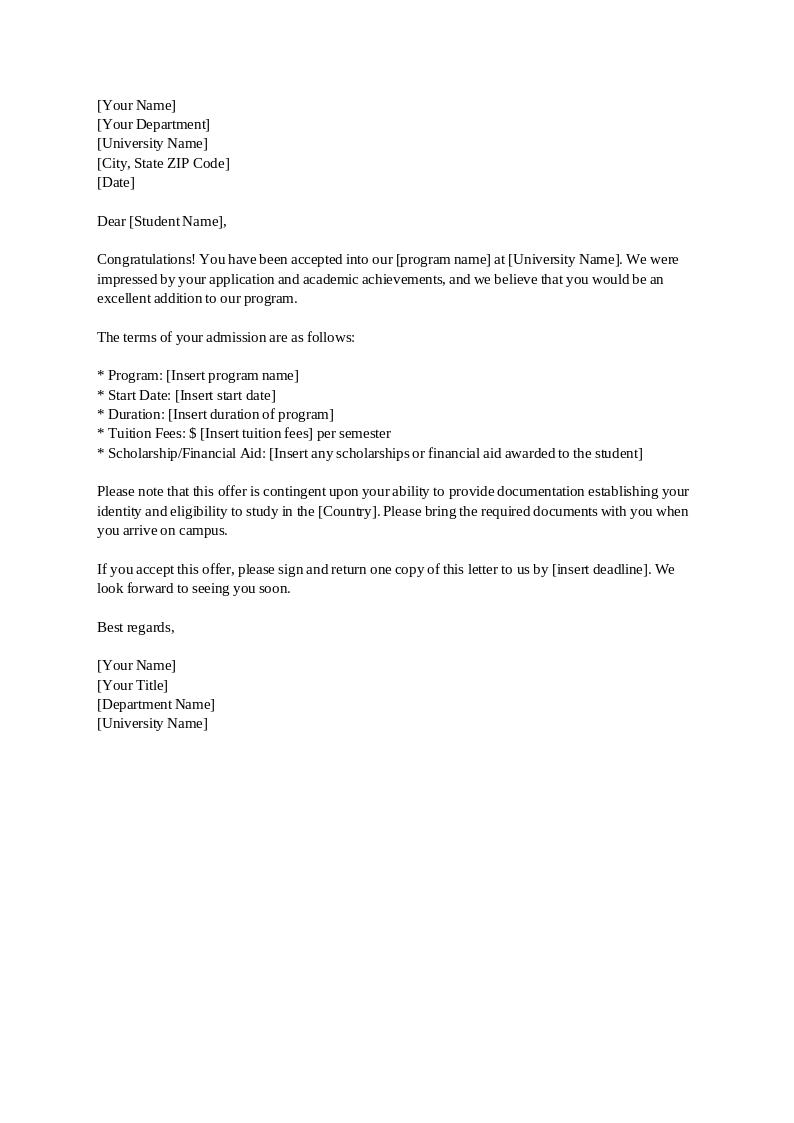 [Your Name]
[Your Department]
[University Name]
[City, State ZIP Code]
[Date]
Dear [Student Name],
Congratulations! You have been accepted into our [program name] at [University Name]. We were
impressed by your application and academic achievements, and we believe that you would be an
excellent addition to our program.
The terms of your admission are as follows:
* Program: [Insert program name]
* Start Date: [Insert start date]
* Duration: [Insert duration of program]
* Tuition Fees: $ [Insert tuition fees] per semester
* Scholarship/Financial Aid: [Insert any scholarships or financial aid awarded to the student]
Please note that this offer is contingent upon your ability to provide documentation establishing your
identity and eligibility to study in the [Country]. Please bring the required documents with you when
you arrive on campus.
If you accept this offer, please sign and return one copy of this letter to us by [insert deadline]. We
look forward to seeing you soon.
Best regards,
[Your Name]
[Your Title]
[Department Name]
[University Name]